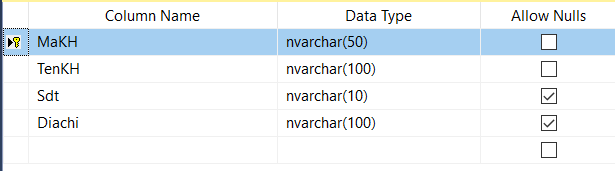 Column Name Data Type Allow Nulls
MaKH nvarchar(50)
TenKH nvarchar(100)
Sdt nvarchar(10)
Diachi nvarchar(100)